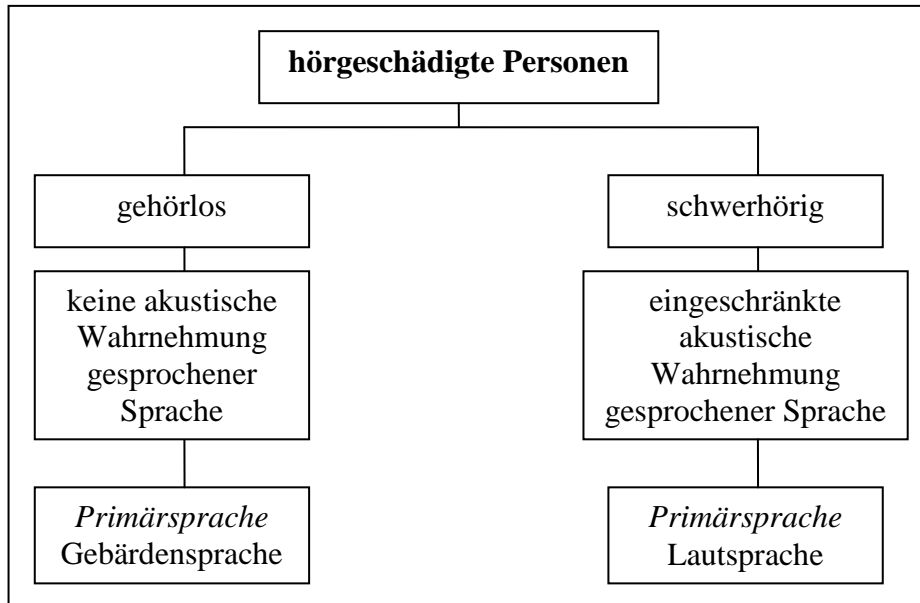 hörgeschädigte Personen
gehörlos
schwerhörig
keine akustische
Wahrnehmung
gesprochener
Sprache
eingeschränkte
akustische
Wahrnehmung
gesprochener Sprache
Primärsprache
Gebärdensprache
Primärsprache
Lautsprache